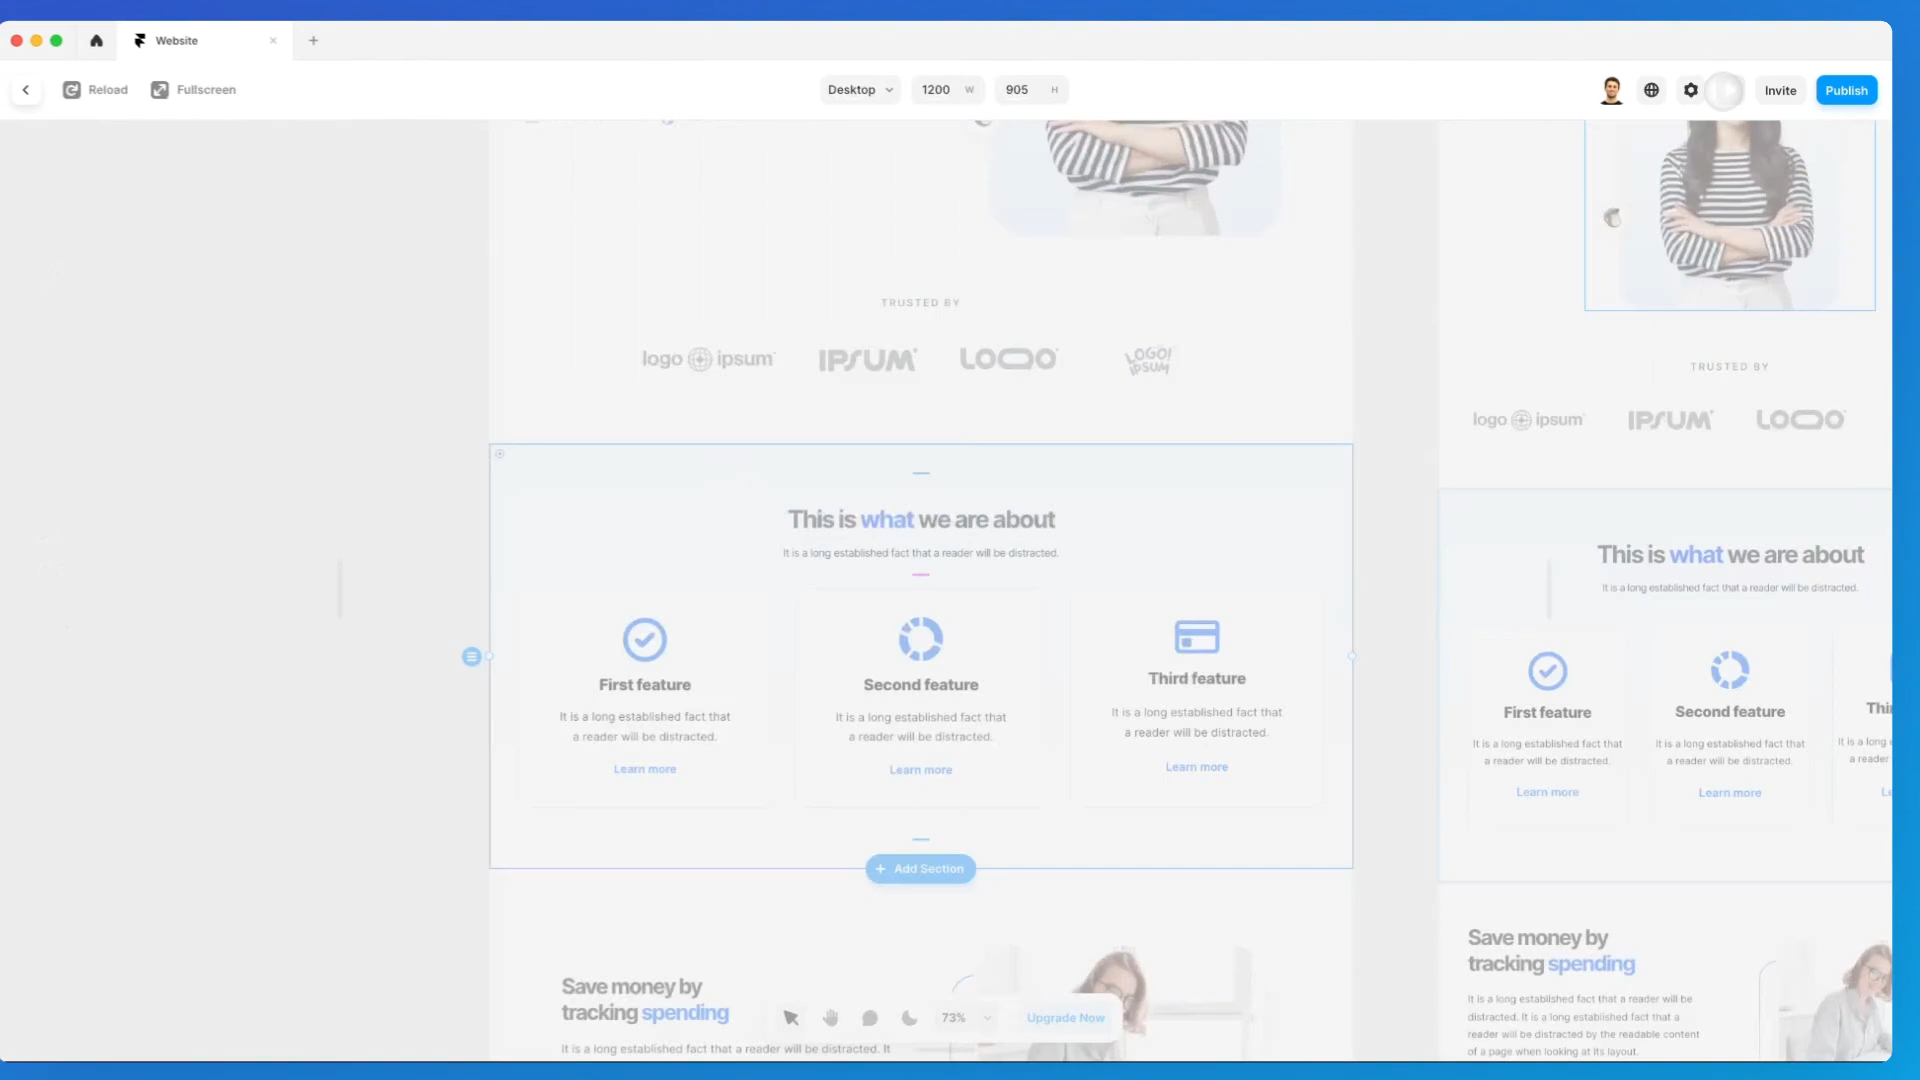 Website
Reload
Fullscreen
Desktop
1200 W
905 H
Invite
Publish
TRUSTED BY
logo ipsum
IPSUM
LOQO
LOGO!
IPSUM
This is what we are about
It is a long established fact that a reader will be distracted.
First feature
It is a long established fact that
a reader will be distracted.
Learn more
Second feature
It is a long established fact that
a reader will be distracted.
Learn more
Third feature
It is a long established fact that
a reader will be distracted.
Learn more
+ Add Section
Save money by
tracking spending
It is a long established fact that a reader will be distracted. It
73%
Upgrade Now
TRUSTED BY
logo ipsum
IPSUM
LOQO
This is what we are about
It is a long established fact that a reader will be distracted.
First feature
It is a long established fact that
a reader will be distracted.
Learn more
Second feature
It is a long established fact that
a reader will be distracted.
Learn more
Thi
It is a long
a reader
Le
Save money by
tracking spending
It is a long established fact that a reader will be
distracted. It is a long established fact that a
reader will be distracted by the readable content
of a page when looking at its layout.